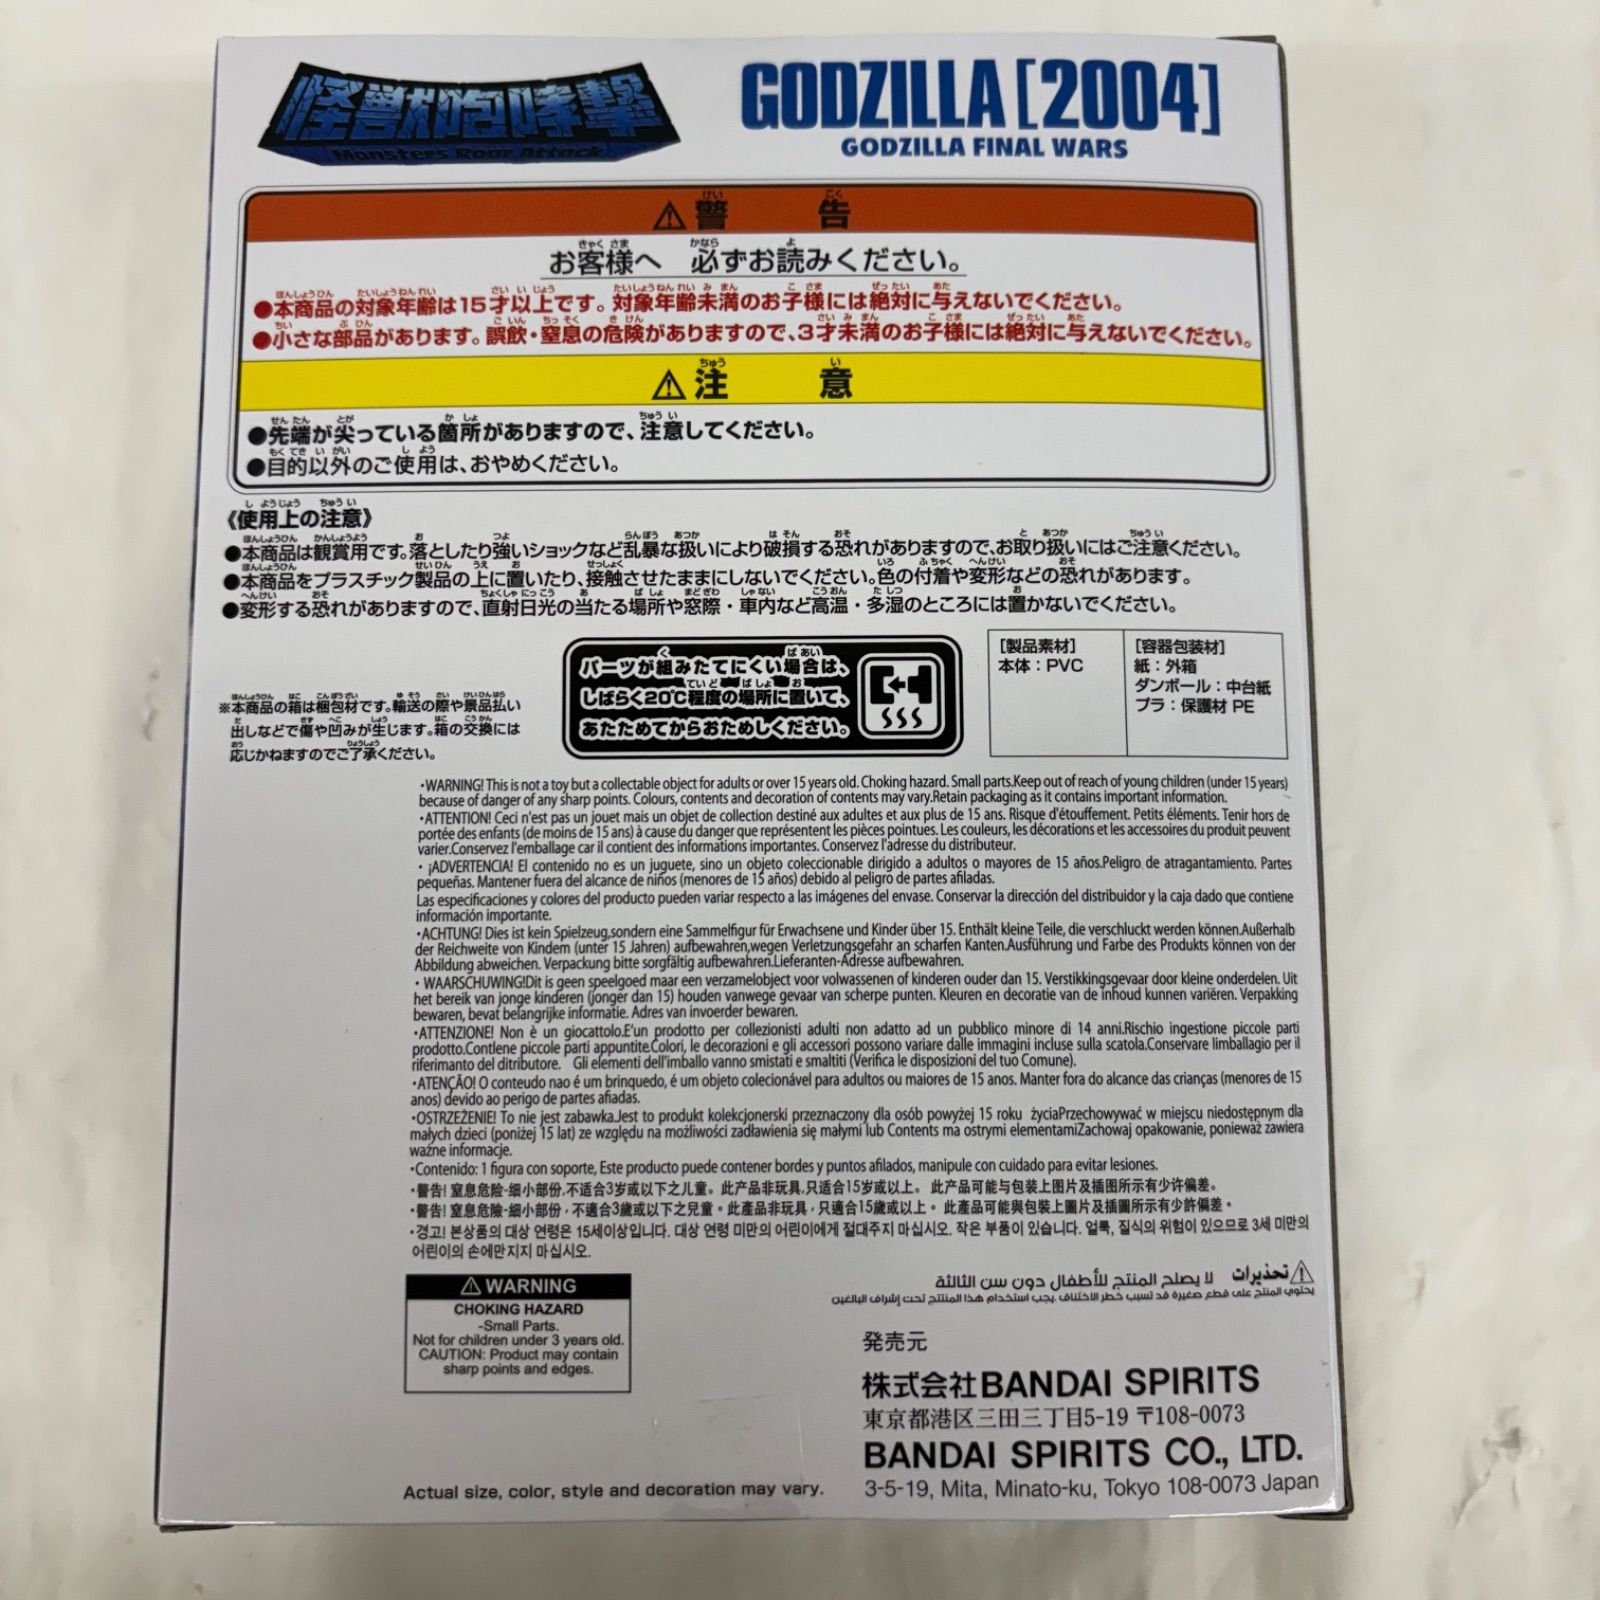 怪獣咆哮撃
Monsters Roar Attack
GODZILLA[2004]
GODZILLA FINAL WARS
⚠警告
お客様へ 必ずお読みください。
●本商品の対象年齢は15才以上です。対象年齢未満のお子様には絶対に与えないでください。
●小さな部品があります。誤飲・窒息の危険がありますので、3才未満のお子様には絶対に与えないでください。
⚠注意
●先端が尖っている箇所がありますので、注意してください。
●目的以外のご使用は、おやめください。
《使用上の注意》
●本商品は観賞用です。落としたり強いショックなど乱暴な扱いにより破損する恐れがありますので、お取り扱いにはご注意ください。
●本商品をプラスチック製品の上に置いたり、接触させたままにしないでください。色の付着や変形などの恐れがあります。
●変形する恐れがありますので、直射日光の当たる場所や窓際・車内など高温・多湿のところには置かないでください。
※本商品の箱は梱包材です。輸送の際や景品払い
出しなどで傷や凹みが生じます。箱の交換には
応じかねますのでご了承ください。
パーツが組みたてにくい場合は、
しばらく20℃程度の場所に置いて、
あたためてからおためしください。
[製品素材]
本体：PVC
[容器包装材]
紙：外箱
ダンボール：中台紙
プラ：保護材 PE
・WARNING! This is not a toy but a collectable object for adults or over 15 years old. Choking hazard. Small parts.Keep out of reach of young children (under 15 years)
because of danger of any sharp points. Colours, contents and decoration of contents may vary.Retain packaging as it contains important information.
・ATTENTION! Ceci n'est pas un jouet mais un objet de collection destiné aux adultes et aux plus de 15 ans. Risque d'étouffement. Petits éléments. Tenir hors de
portée des enfants (de moins de 15 ans) à cause du danger que représentent les pièces pointues. Les couleurs, les décorations et les accessoires du produit peuvent
varier.Conservez l'emballage car il contient des informations importantes. Conservez l'adresse du distributeur.
・¡ADVERTENCIA! El contenido no es un juguete, sino un objeto coleccionable dirigido a adultos o mayores de 15 años.Peligro de atragantamiento. Partes
pequeñas. Mantener fuera del alcance de niños (menores de 15 años) debido al peligro de partes afiladas.
Las especificaciones y colores del producto pueden variar respecto a las imágenes del envase. Conservar la dirección del distribuidor y la caja dado que contiene
información importante.
・ACHTUNG! Dies ist kein Spielzeug,sondern eine Sammelfigur für Erwachsene und Kinder über 15. Enthält kleine Teile, die verschluckt werden können.Außerhalb
der Reichweite von Kindem (unter 15 Jahren) aufbewahren,wegen Verletzungsgefahr an scharfen Kanten.Ausführung und Farbe des Produkts können von der
Abbildung abweichen. Verpackung bitte sorgfältig aufbewahren.Lieferanten-Adresse aufbewahren.
・WAARSCHUWING!Dit is geen speelgoed maar een verzamelobject voor volwassenen of kinderen ouder dan 15. Verstikkingsgevaar door kleine onderdelen. Uit
het bereik van jonge kinderen (jonger dan 15) houden vanwege gevaar van scherpe punten. Kleuren en decoratie van de inhoud kunnen variëren. Verpakking
bewaren, bevat belangrijke informatie. Adres van invoerder bewaren.
・ATTENZIONE! Non è un giocattolo.E'un prodotto per collezionisti adulti non adatto ad un pubblico minore di 14 anni.Rischio ingestione piccole parti
prodotto.Contlene piccole parti appuntite.Colori, le decorazioni e gli accessori possono variare dalle immagini incluse sulla scatola.Conservare limballagio per il
riferimanto del ditributore. Gli elementi dell'imballo vanno smistati e smaltiti (Verifica le disposizioni del tuo Comune).
・ATENÇÃO! O conteudo nao é um brinquedo, é um objeto colecionável para adultos ou maiores de 15 anos. Manter fora do alcance das crianças (menores de 15
anos) devido ao perigo de partes afiadas.
・OSTRZEŻENIE! To nie jest zabawka.Jest to produkt kolekcjonerski przeznaczony dla osób powyżej 15 roku życiaPrzechowywać w miejscu niedostępnym dla
małych dzieci (poniżej 15 lat) ze względu na możliwości zadławienia się małymi lub Contents ma ostrymi elementamiZachowaj opakowanie, ponieważ zawiera
ważne informacje.
・Contenido: 1 figura con soporte, Este producto puede contener bordes y puntos afilados, manipule con cuidado para evitar lesiones.
・警告! 窒息危险-细小部份,不适合3岁或以下之儿童。此产品非玩具,只适合15岁或以上。 此产品可能与包装上图片及插图所示有少许偏差。
・警告! 窒息危險-細小部份，不適合3歲或以下之兒童。此產品非玩具，只適合15歲或以上。 此產品可能與包裝上圖片及插圖所示有少許偏差。
・경고! 본상품의 대상 연령은 15세이상입니다. 대상 연령 미만의 어린이에게 절대주지 마십시오. 작은 부품이 있습니다. 얼룩, 질식의 위험이 있으므로 3세 미만의
어린이의 손에만지지 마십시오.
⚠ WARNING
CHOKING HAZARD
-Small Parts.
Not for children under 3 years old.
CAUTION: Product may contain
sharp points and edges.
⚠ تحذيرات لا يصلح المنتج للأطفال دون سن الثالثة
يحتوي المنتج على قطع صغيرة قد تسبب خطر الاختناق .يجب استخدام هذا المنتج تحت إشراف البالغين
発売元
株式会社BANDAI SPIRITS
東京都港区三田三丁目5-19 〒108-0073
BANDAI SPIRITS CO., LTD.
3-5-19, Mita, Minato-ku, Tokyo 108-0073 Japan
Actual size, color, style and decoration may vary.